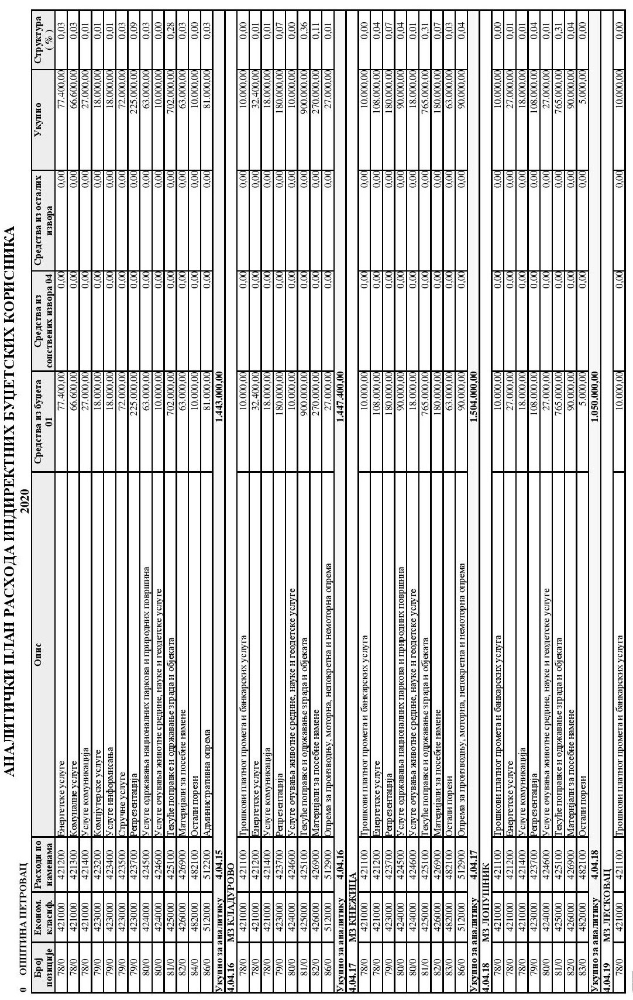 АНАЛИТИЧКИ ПЛАН РАСХОДА ИНДИРЕКТНИХ БУЏЕТСКИХ КОРИСНИКА
0 ОПШТИНА ПЕТРОВАЦ 2020
Број позиције Економ. класиф. Расходи по наменама Опис Средства из буџета 01 Средства из сопствених извора 04 Средства из осталих извора Укупно Структура ( % )
78/0 421000 421200 Енергетске услуге 77.400,00 0,00 0,00 77.400,00 0,03
78/0 421000 421300 Комуналне услуге 66.600,00 0,00 0,00 66.600,00 0,03
78/0 421000 421400 Услуге комуникација 27.000,00 0,00 0,00 27.000,00 0,01
79/0 423000 423200 Компјутерске услуге 18.000,00 0,00 0,00 18.000,00 0,01
79/0 423000 423400 Услуге информисања 18.000,00 0,00 0,00 18.000,00 0,01
79/0 423000 423500 Стручне услуге 72.000,00 0,00 0,00 72.000,00 0,03
79/0 423000 423700 Репрезентација 225.000,00 0,00 0,00 225.000,00 0,09
80/0 424000 424500 Услуге одржавања националних паркова и природних површина 63.000,00 0,00 0,00 63.000,00 0,03
80/0 424000 424600 Услуге очувања животне средине, науке и геодетске услуге 10.000,00 0,00 0,00 10.000,00 0,00
81/0 425000 425100 Текуће поправке и одржавање зграда и објеката 702.000,00 0,00 0,00 702.000,00 0,28
82/0 426000 426900 Материјали за посебне намене 63.000,00 0,00 0,00 63.000,00 0,03
84/0 482000 482100 Остали порези 10.000,00 0,00 0,00 10.000,00 0,00
86/0 512000 512200 Административна опрема 81.000,00 0,00 0,00 81.000,00 0,03
Укупно за аналитику 4.04.15 1.443.000,00
4.04.16 МЗ КЛАДУРОВО
78/0 421000 421100 Трошкови платног промета и банкарских услуга 10.000,00 0,00 0,00 10.000,00 0,00
78/0 421000 421200 Енергетске услуге 32.400,00 0,00 0,00 32.400,00 0,01
78/0 421000 421400 Услуге комуникација 18.000,00 0,00 0,00 18.000,00 0,01
79/0 423000 423700 Репрезентација 180.000,00 0,00 0,00 180.000,00 0,07
80/0 424000 424600 Услуге очувања животне средине, науке и геодетске услуге 10.000,00 0,00 0,00 10.000,00 0,00
81/0 425000 425100 Текуће поправке и одржавање зграда и објеката 900.000,00 0,00 0,00 900.000,00 0,36
82/0 426000 426900 Материјали за посебне намене 270.000,00 0,00 0,00 270.000,00 0,11
86/0 512000 512900 Опрема за производњу, моторна, непокретна и немоторна опрема 27.000,00 0,00 0,00 27.000,00 0,01
Укупно за аналитику 4.04.16 1.447.400,00
4.04.17 МЗ КНЕЖИЦА
78/0 421000 421100 Трошкови платног промета и банкарских услуга 10.000,00 0,00 0,00 10.000,00 0,00
78/0 421000 421200 Енергетске услуге 108.000,00 0,00 0,00 108.000,00 0,04
79/0 423000 423700 Репрезентација 180.000,00 0,00 0,00 180.000,00 0,07
80/0 424000 424500 Услуге одржавања националних паркова и природних површина 90.000,00 0,00 0,00 90.000,00 0,04
80/0 424000 424600 Услуге очувања животне средине, науке и геодетске услуге 18.000,00 0,00 0,00 18.000,00 0,01
81/0 425000 425100 Текуће поправке и одржавање зграда и објеката 765.000,00 0,00 0,00 765.000,00 0,31
82/0 426000 426900 Материјали за посебне намене 180.000,00 0,00 0,00 180.000,00 0,07
83/0 482000 482100 Остали порези 63.000,00 0,00 0,00 63.000,00 0,03
86/0 512000 512900 Опрема за производњу, моторна, непокретна и немоторна опрема 90.000,00 0,00 0,00 90.000,00 0,04
Укупно за аналитику 4.04.17 1.504.000,00
4.04.18 МЗ ЛОПУШНИК
78/0 421000 421100 Трошкови платног промета и банкарских услуга 10.000,00 0,00 0,00 10.000,00 0,00
78/0 421000 421200 Енергетске услуге 27.000,00 0,00 0,00 27.000,00 0,01
78/0 421000 421400 Услуге комуникација 18.000,00 0,00 0,00 18.000,00 0,01
79/0 423000 423700 Репрезентација 108.000,00 0,00 0,00 108.000,00 0,04
80/0 424000 424600 Услуге очувања животне средине, науке и геодетске услуге 27.000,00 0,00 0,00 27.000,00 0,01
81/0 425000 425100 Текуће поправке и одржавање зграда и објеката 765.000,00 0,00 0,00 765.000,00 0,31
82/0 426000 426900 Материјали за посебне намене 90.000,00 0,00 0,00 90.000,00 0,04
83/0 482000 482100 Остали порези 5.000,00 0,00 0,00 5.000,00 0,00
Укупно за аналитику 4.04.18 1.050.000,00
4.04.19 МЗ ЛЕСКОВАЦ
78/0 421000 421100 Трошкови платног промета и банкарских услуга 10.000,00 0,00 0,00 10.000,00 0,00